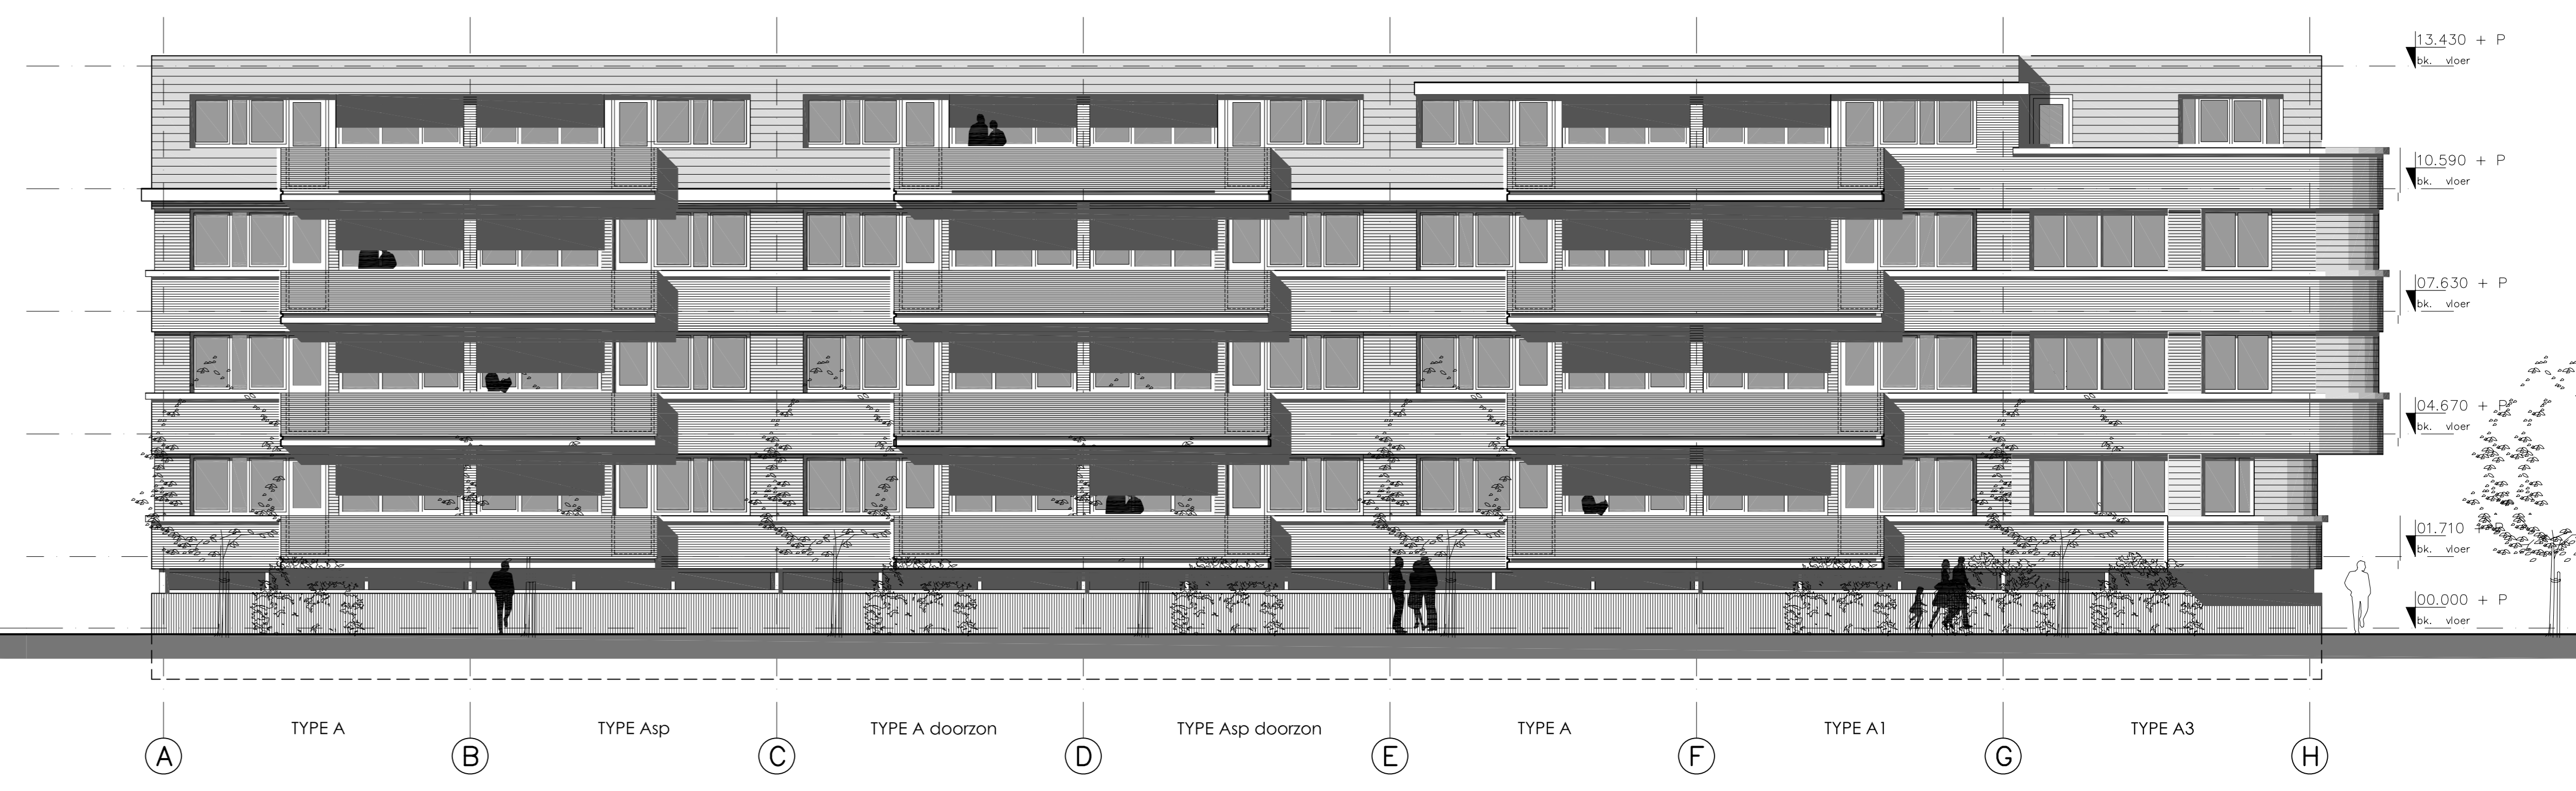 13.430 + P
bk. vloer
10.590 + P
bk. vloer
07.630 + P
bk. vloer
04.670 + P
bk. vloer
01.710 + P
bk. vloer
00.000 + P
bk. vloer
TYPE A TYPE Asp TYPE A doorzon TYPE Asp doorzon TYPE A TYPE A1 TYPE A3
A B C D E F G H